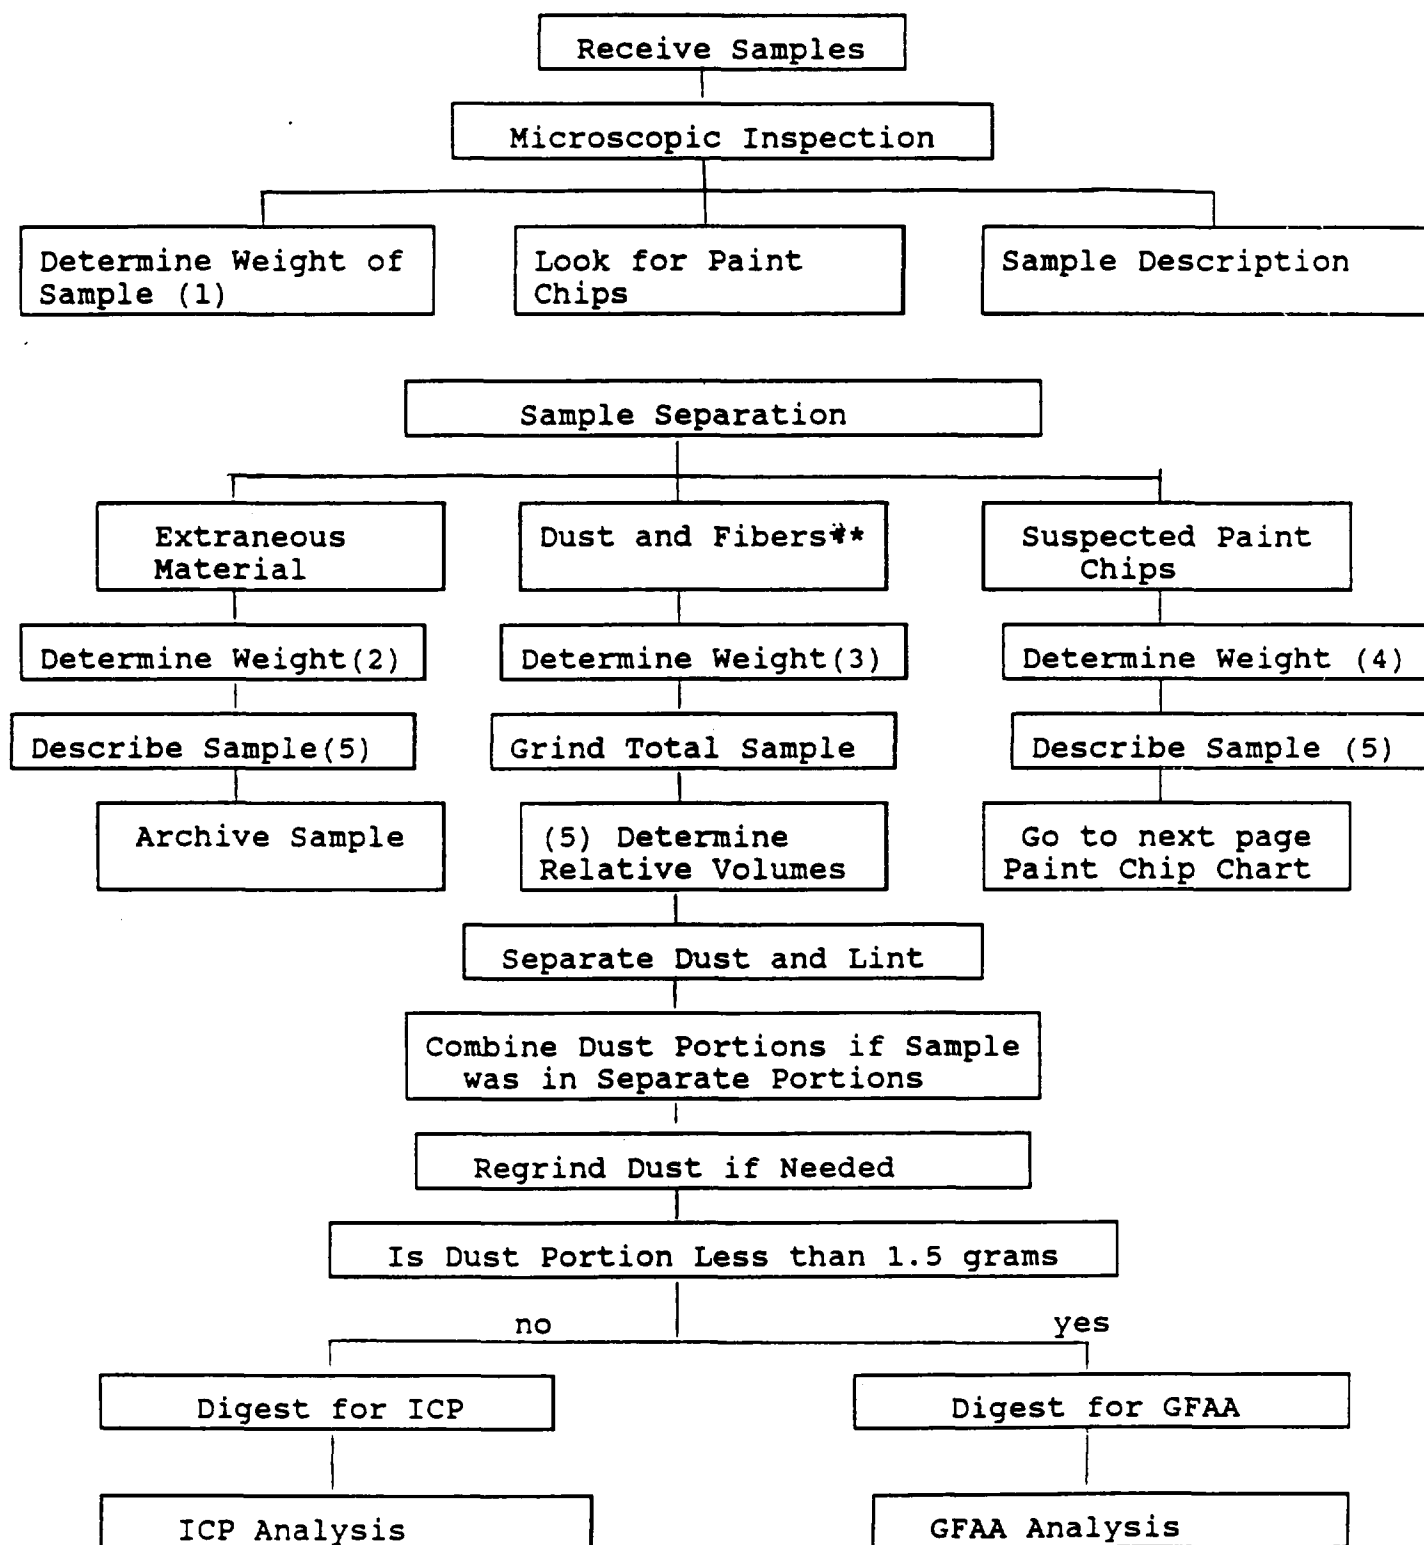 Receive Samples
Microscopic Inspection
Determine Weight of
Sample (1)
Look for Paint
Chips
Sample Description
Sample Separation
Extraneous
Material
Dust and Fibers**
Suspected Paint
Chips
Determine Weight(2)
Determine Weight(3)
Determine Weight (4)
Describe Sample(5)
Grind Total Sample
Describe Sample (5)
Archive Sample
(5) Determine
Relative Volumes
Go to next page
Paint Chip Chart
Separate Dust and Lint
Combine Dust Portions if Sample
was in Separate Portions
Regrind Dust if Needed
Is Dust Portion Less than 1.5 grams
no
yes
Digest for ICP
Digest for GFAA
ICP Analysis
GFAA Analysis